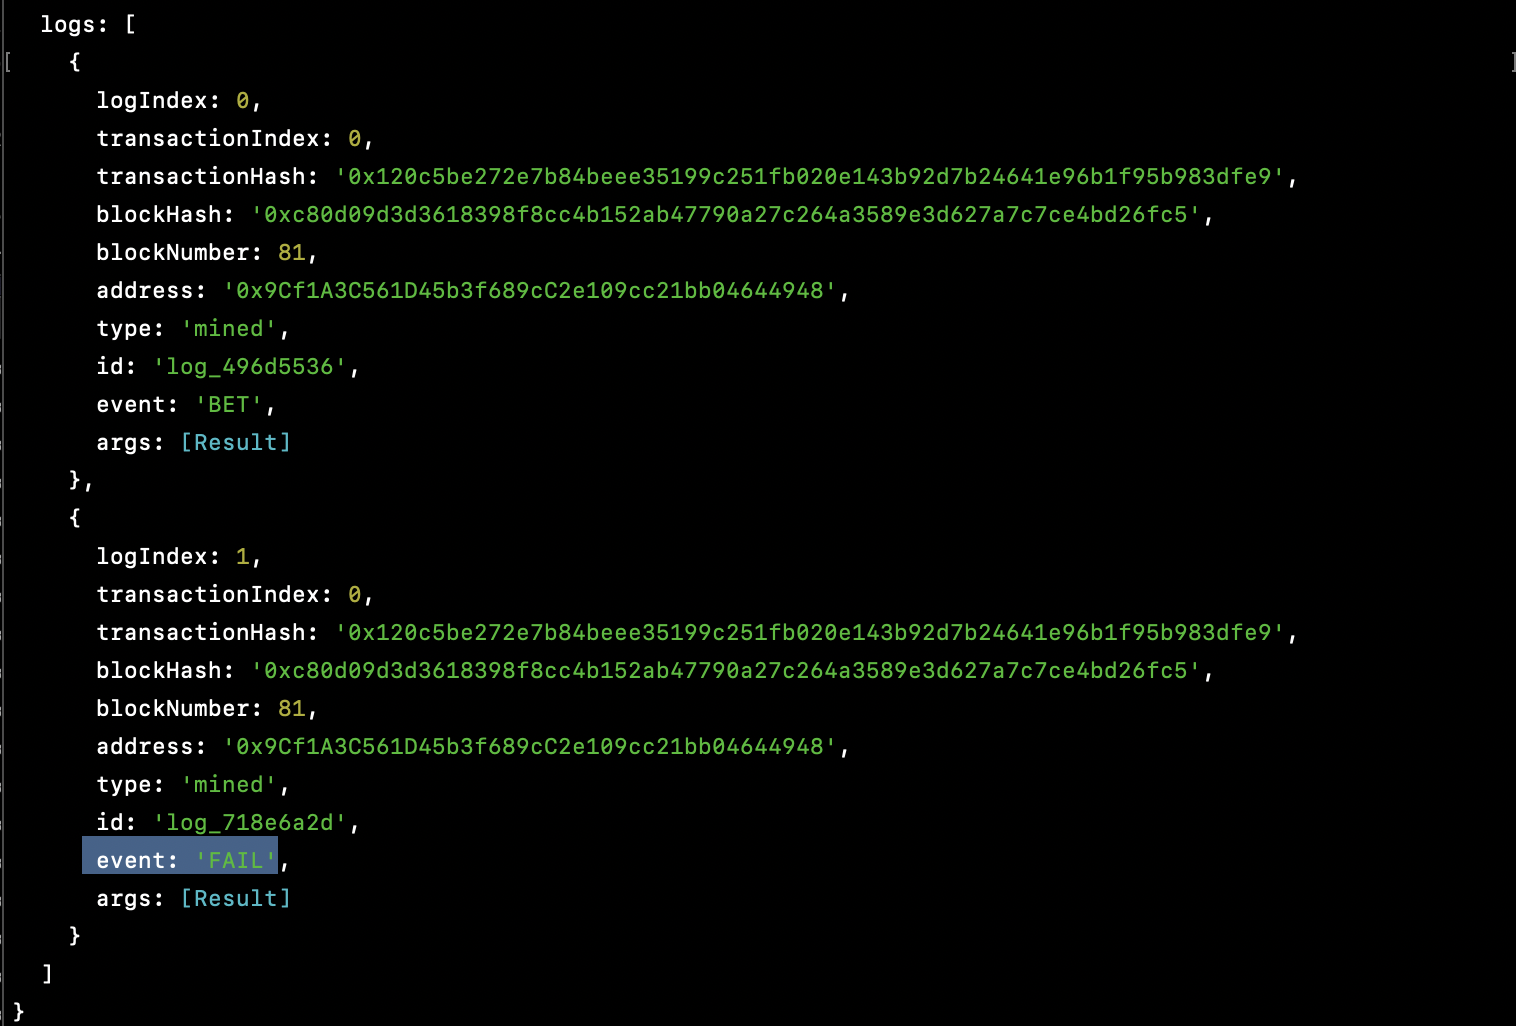 logs: [
{
logIndex: 0,
transactionIndex: 0,
transactionHash: '0x120c5be272e7b84beee35199c251fb020e143b92d7b24641e96b1f95b983dfe9',
blockHash: '0xc80d09d3d3618398f8cc4b152ab47790a27c264a3589e3d627a7c7ce4bd26fc5',
blockNumber: 81,
address: '0x9Cf1A3C561D45b3f689cC2e109cc21bb04644948',
type: 'mined',
id: 'log_496d5536',
event: 'BET',
args: [Result]
},
{
logIndex: 1,
transactionIndex: 0,
transactionHash: '0x120c5be272e7b84beee35199c251fb020e143b92d7b24641e96b1f95b983dfe9',
blockHash: '0xc80d09d3d3618398f8cc4b152ab47790a27c264a3589e3d627a7c7ce4bd26fc5',
blockNumber: 81,
address: '0x9Cf1A3C561D45b3f689cC2e109cc21bb04644948',
type: 'mined',
id: 'log_718e6a2d',
event: 'FAIL',
args: [Result]
}
]
}